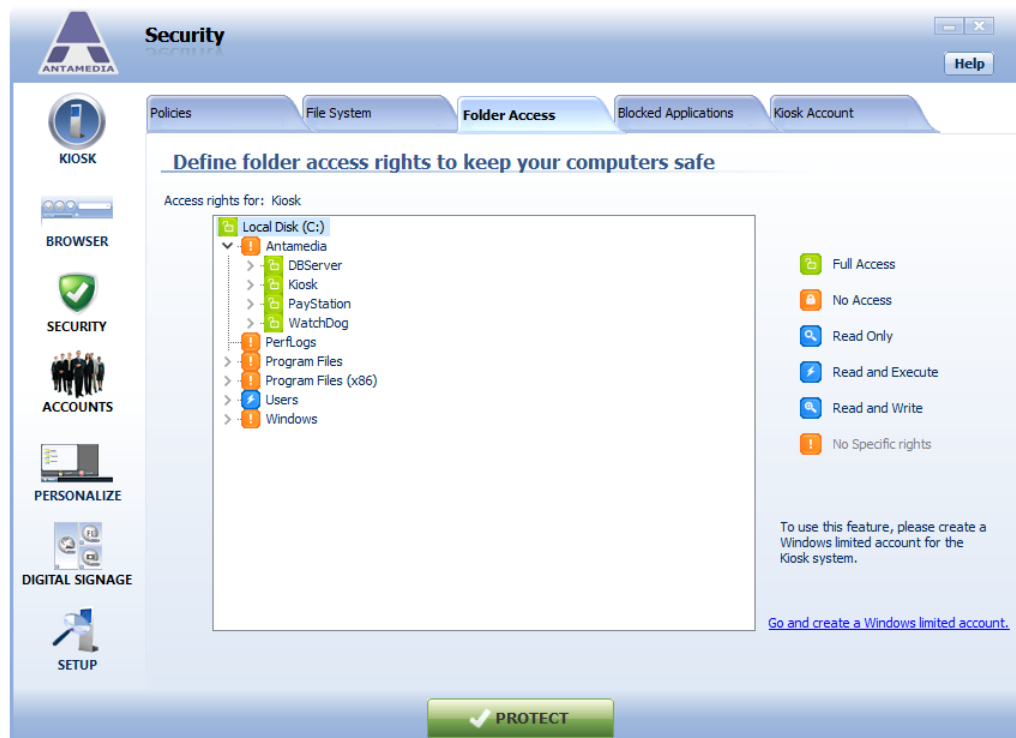 ANTAMEDIA
Security
Help
KIOSK
BROWSER
SECURITY
ACCOUNTS
PERSONALIZE
DIGITAL SIGNAGE
SETUP
Policies
File System
Folder Access
Blocked Applications
Kiosk Account
Define folder access rights to keep your computers safe
Access rights for: Kiosk
Local Disk (C:)
Antamedia
DBServer
Kiosk
PayStation
WatchDog
PerfLogs
Program Files
Program Files (x86)
Users
Windows
Full Access
No Access
Read Only
Read and Execute
Read and Write
No Specific rights
To use this feature, please create a
Windows limited account for the
Kiosk system.
Go and create a Windows limited account.
PROTECT